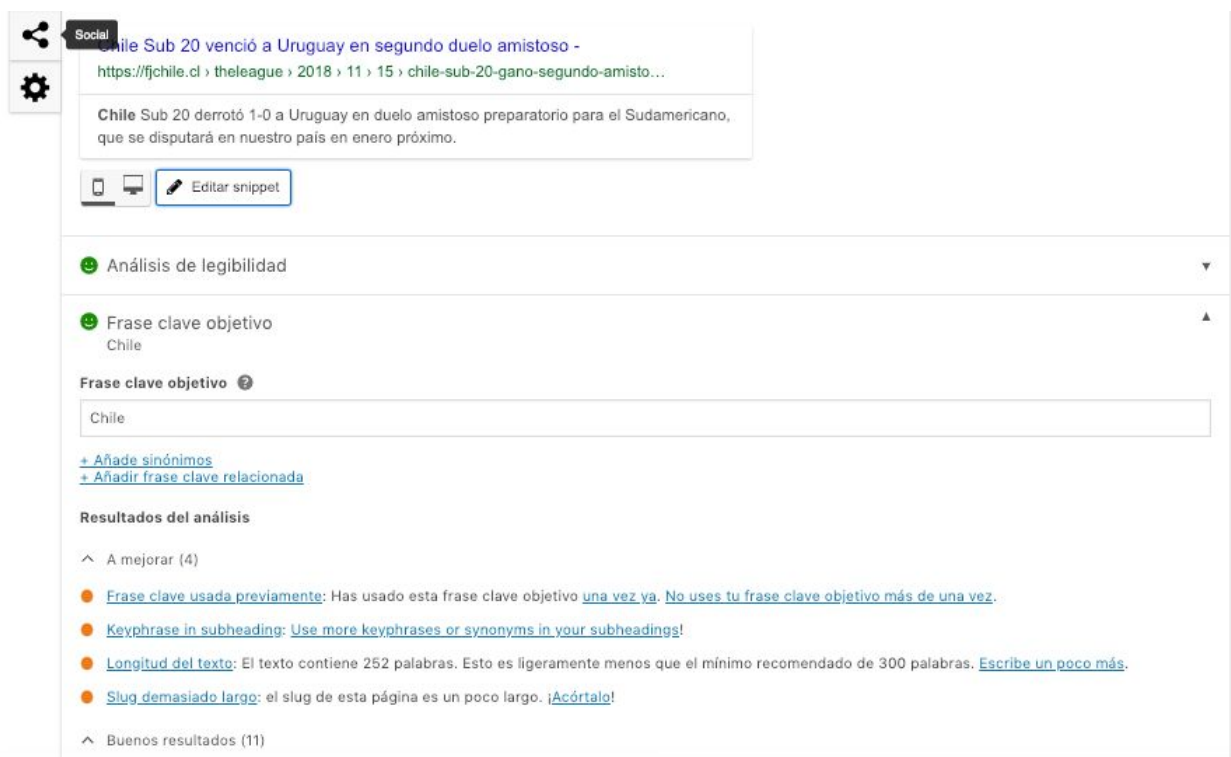 Social
Chile Sub 20 venció a Uruguay en segundo duelo amistoso -
https://fjchile.cl › theleague › 2018 › 11 › 15 › chile-sub-20-gano-segundo-amisto...
Chile Sub 20 derrotó 1-0 a Uruguay en duelo amistoso preparatorio para el Sudamericano,
que se disputará en nuestro país en enero próximo.
Editar snippet
Análisis de legibilidad
Frase clave objetivo
Chile
Frase clave objetivo
Chile
+ Añade sinónimos
+ Añadir frase clave relacionada
Resultados del análisis
A mejorar (4)
Frase clave usada previamente: Has usado esta frase clave objetivo una vez ya. No uses tu frase clave objetivo más de una vez.
Keyphrase in subheading: Use more keyphrases or synonyms in your subheadings!
Longitud del texto: El texto contiene 252 palabras. Esto es ligeramente menos que el mínimo recomendado de 300 palabras. Escribe un poco más.
Slug demasiado largo: el slug de esta página es un poco largo. ¡Acórtalo!
Buenos resultados (11)